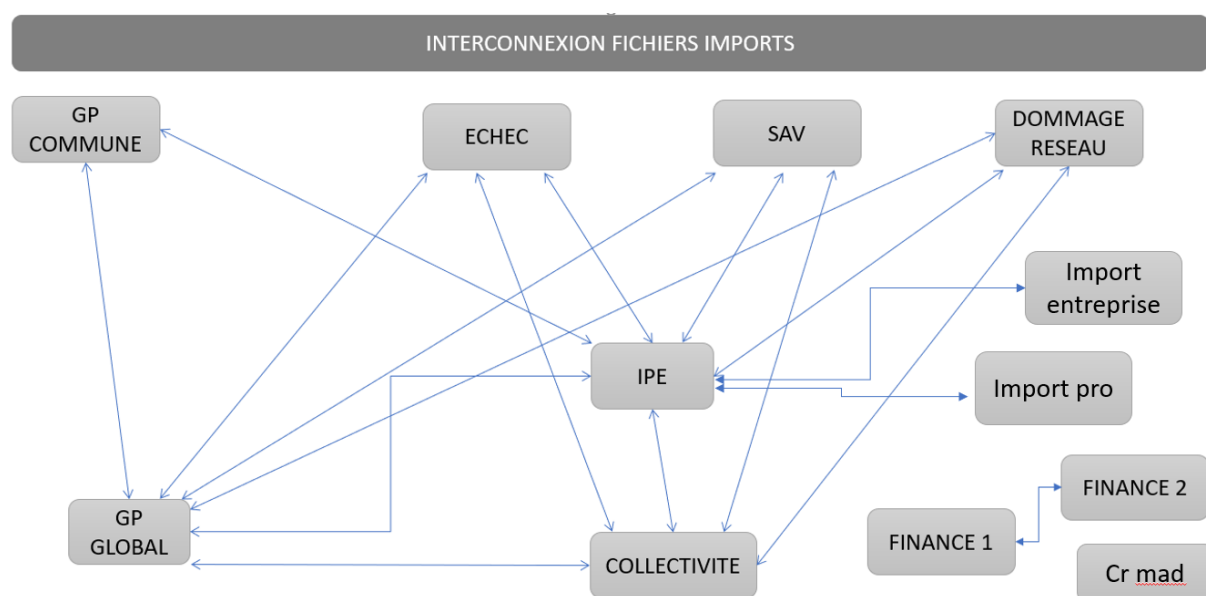 INTERCONNEXION FICHIERS IMPORTS
GP
COMMUNE
ECHEC
SAV
DOMMAGE
RESEAU
Import
entreprise
IPE
Import pro
FINANCE 2
GP
GLOBAL
FINANCE 1
COLLECTIVITE
Cr mad